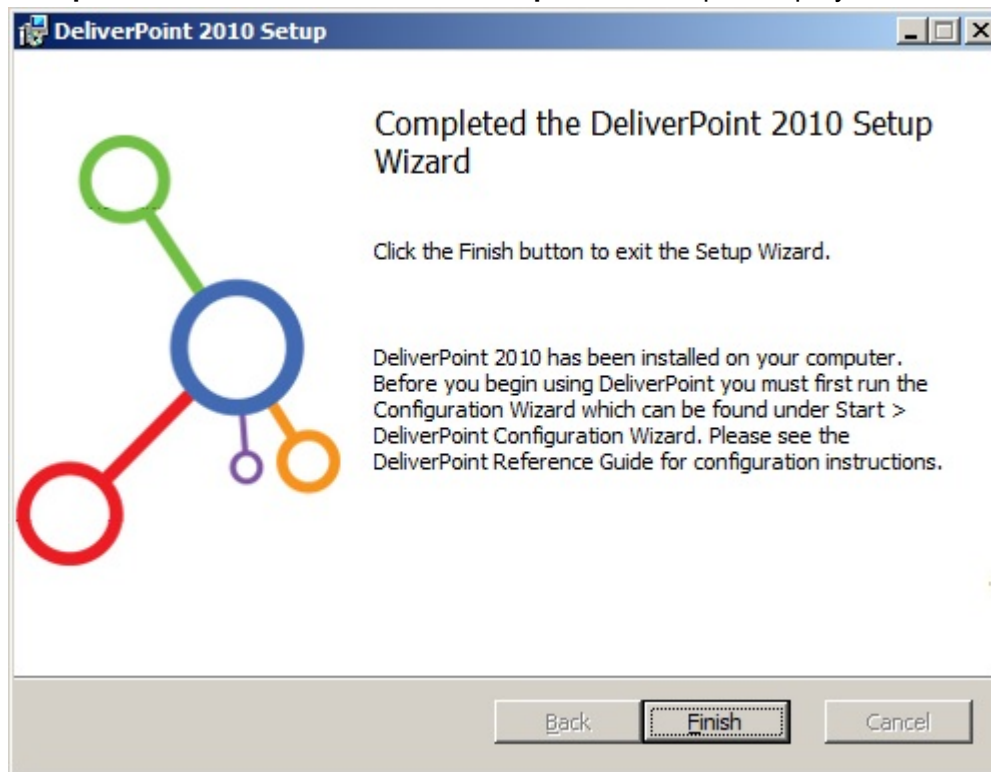 DeliverPoint 2010 Setup
Completed the DeliverPoint 2010 Setup
Wizard
Click the Finish button to exit the Setup Wizard.
DeliverPoint 2010 has been installed on your computer.
Before you begin using DeliverPoint you must first run the
Configuration Wizard which can be found under Start >
DeliverPoint Configuration Wizard. Please see the
DeliverPoint Reference Guide for configuration instructions.
Back Finish Cancel